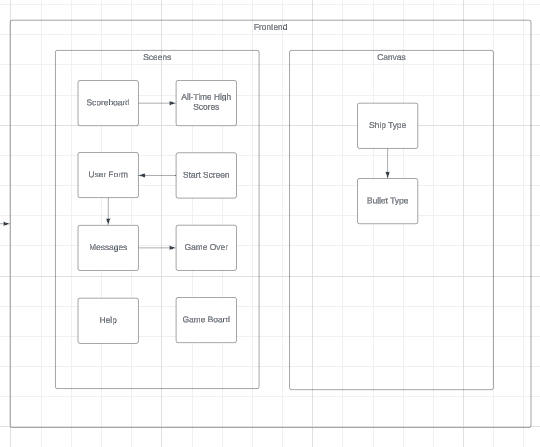 Frontend
Sceens
Canvas
Scoreboard
All-Time High
Scores
Ship Type
User Form
Start Screen
Bullet Type
Messages
Game Over
Help
Game Board